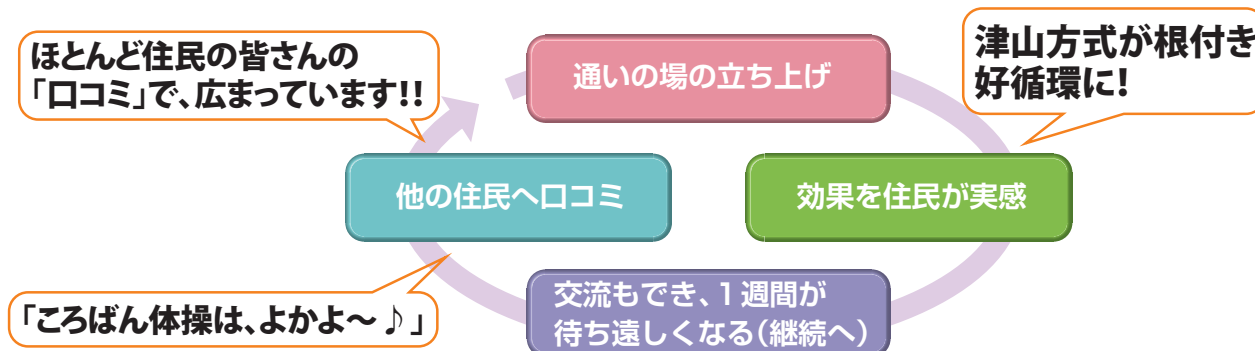 ほとんど住民の皆さんの
「口コミ」で、広まっています!!
通いの場の立ち上げ
津山方式が根付き
好循環に!
他の住民へ口コミ
効果を住民が実感
交流もでき、1週間が
待ち遠しくなる(継続へ)
「ころばん体操は、よかよ〜♪」